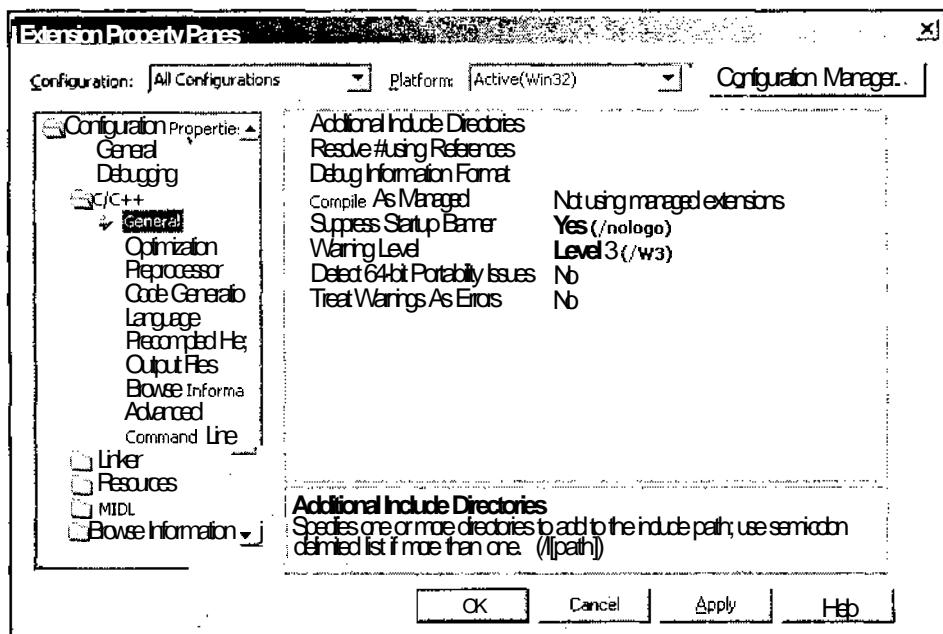 Extension Property Panes
Configuration: All Configurations Platform: Active(Win32) Configuration Manager...
Configuration Propertie:
General
Debugging
C/C++
General
Optimization
Preprocessor
Code Generatio
Language
Precompiled He;
Output Files
Browse Informa
Advanced
Command Line
Linker
Resources
MIDL
Browse Information
Additional Include Directories
Resolve #using References
Debug Information Format
Compile As Managed Not using managed extensions
Suppress Startup Banner Yes (/nologo)
Warning Level Level 3 (/W3)
Detect 64-bit Portability Issues No
Treat Warnings As Errors No
Additional Include Directories
Specifies one or more directories to add to the include path; use semicolon
delimited list if more than one. (/I[path])
OK Cancel Apply Help